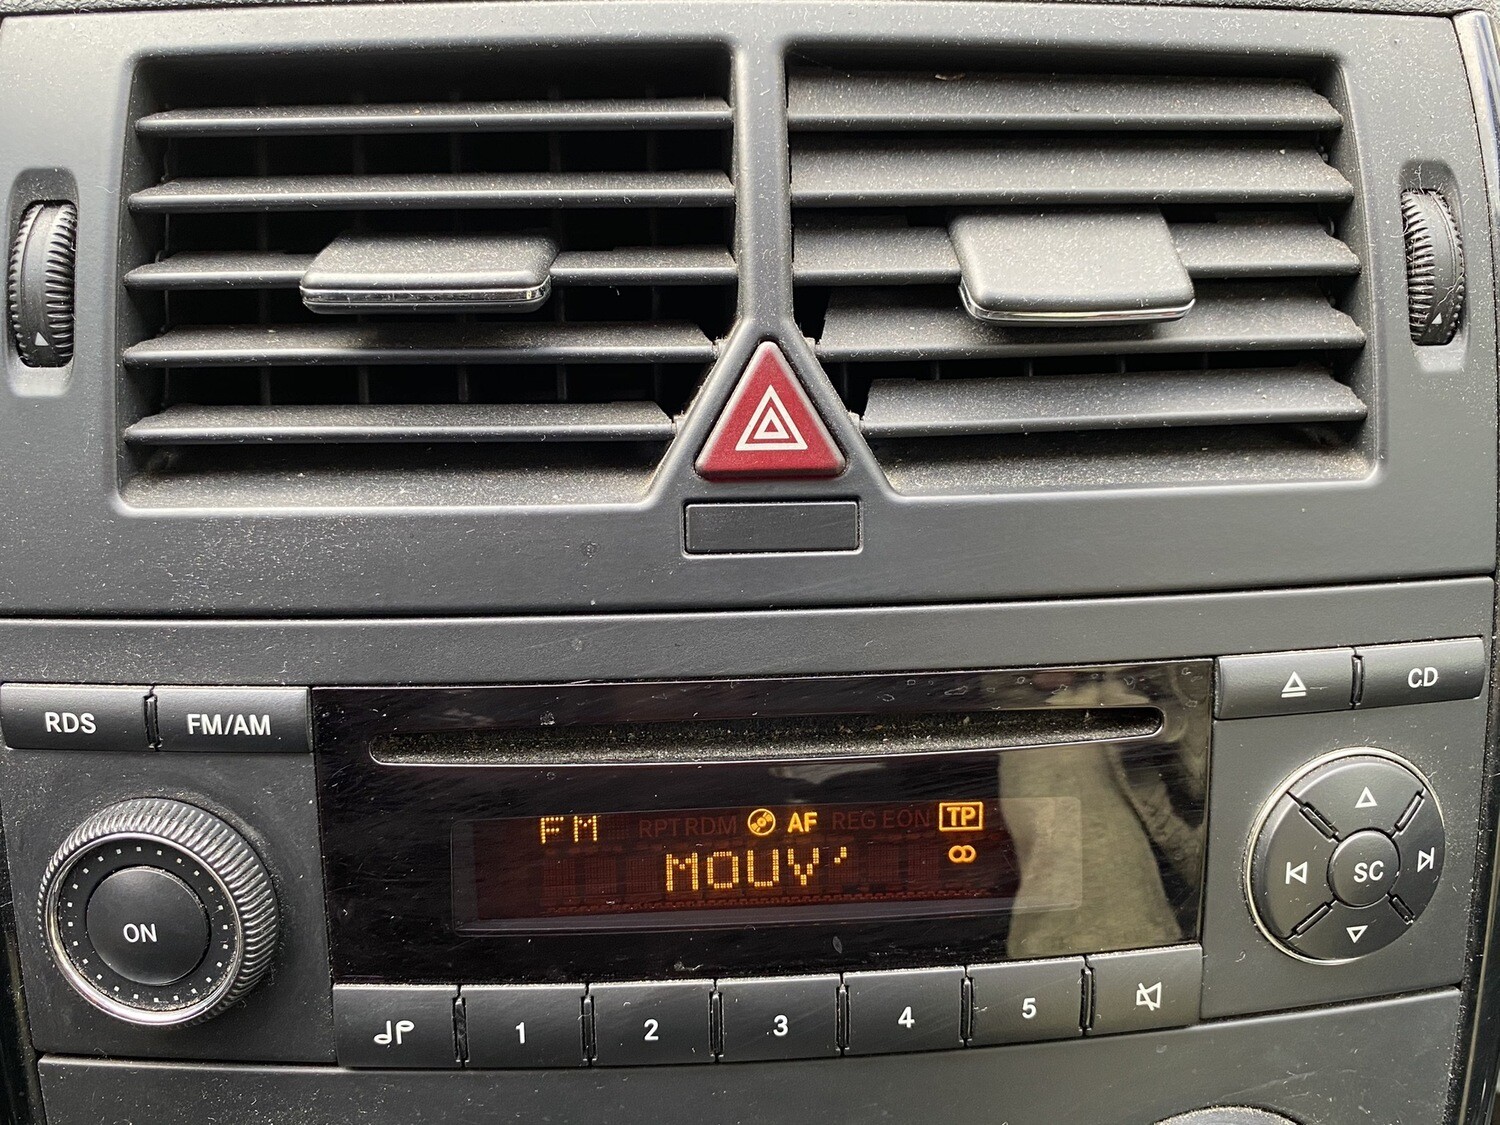 RDS
FM/AM
CD
FM RPT RDM AF REG EON TP
MOUV'
ON
SC
1
2
3
4
5